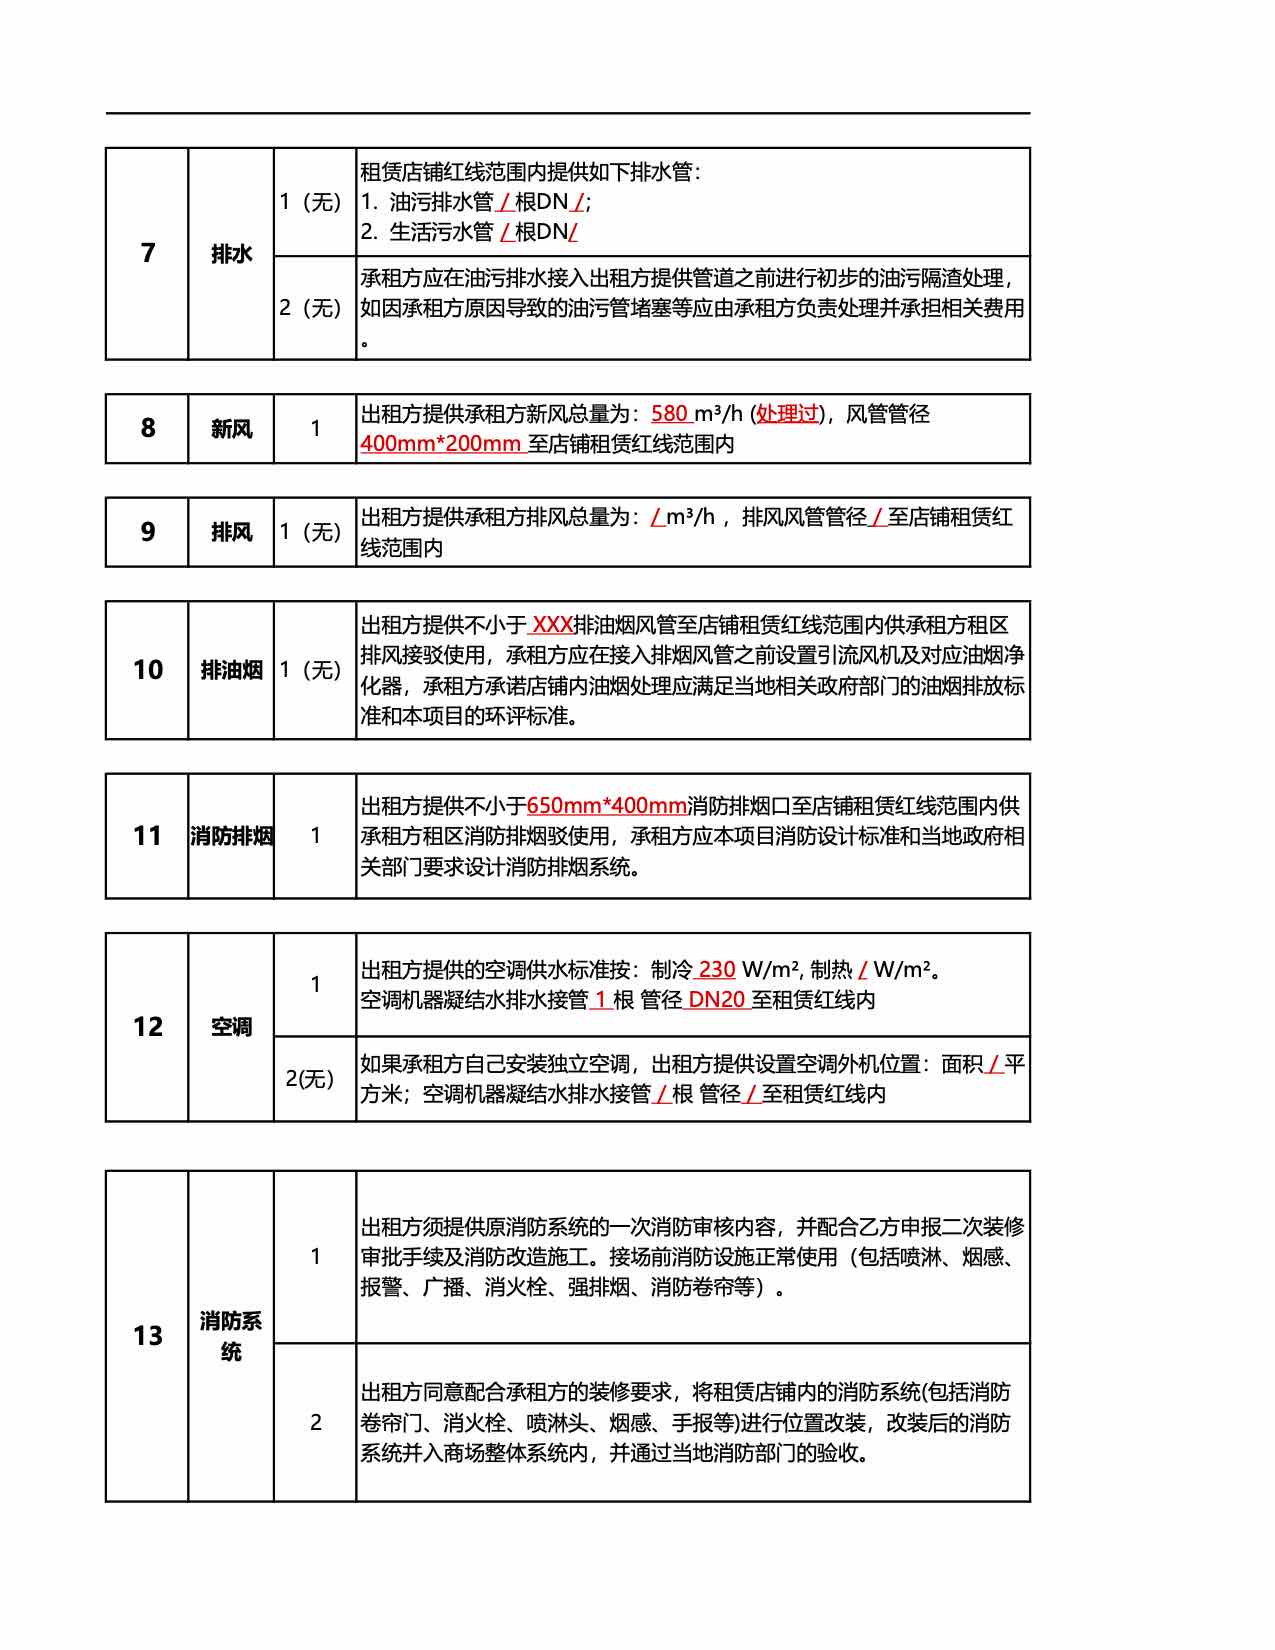 7
排水
1（无）
租赁店铺红线范围内提供如下排水管：
1. 油污排水管 / 根DN /;
2. 生活污水管 / 根DN/
2（无）
承租方应在油污排水接入出租方提供管道之前进行初步的油污隔渣处理，
如因承租方原因导致的油污管堵塞等应由承租方负责处理并承担相关费用
。
8
新风
1
出租方提供承租方新风总量为：580 m³/h (处理过)，风管管径
400mm*200mm 至店铺租赁红线范围内
9
排风
1（无）
出租方提供承租方排风总量为：/ m³/h ，排风风管管径 / 至店铺租赁红
线范围内
10
排油烟
1（无）
出租方提供不小于 XXX排油烟风管至店铺租赁红线范围内供承租方租区
排风接驳使用，承租方应在接入排烟风管之前设置引流风机及对应油烟净
化器，承租方承诺店铺内油烟处理应满足当地相关政府部门的油烟排放标
准和本项目的环评标准。
11
消防排烟
1
出租方提供不小于650mm*400mm消防排烟口至店铺租赁红线范围内供
承租方租区消防排烟驳使用，承租方应本项目消防设计标准和当地政府相
关部门要求设计消防排烟系统。
12
空调
1
出租方提供的空调供水标准按：制冷 230 W/m², 制热 / W/m²。
空调机器凝结水排水接管 1 根 管径 DN20 至租赁红线内
2(无)
如果承租方自己安装独立空调，出租方提供设置空调外机位置：面积 / 平
方米；空调机器凝结水排水接管 / 根 管径 / 至租赁红线内
13
消防系
统
1
出租方须提供原消防系统的一次消防审核内容，并配合乙方申报二次装修
审批手续及消防改造施工。接场前消防设施正常使用（包括喷淋、烟感、
报警、广播、消火栓、强排烟、消防卷帘等）。
2
出租方同意配合承租方的装修要求，将租赁店铺内的消防系统(包括消防
卷帘门、消火栓、喷淋头、烟感、手报等)进行位置改装，改装后的消防
系统并入商场整体系统内，并通过当地消防部门的验收。